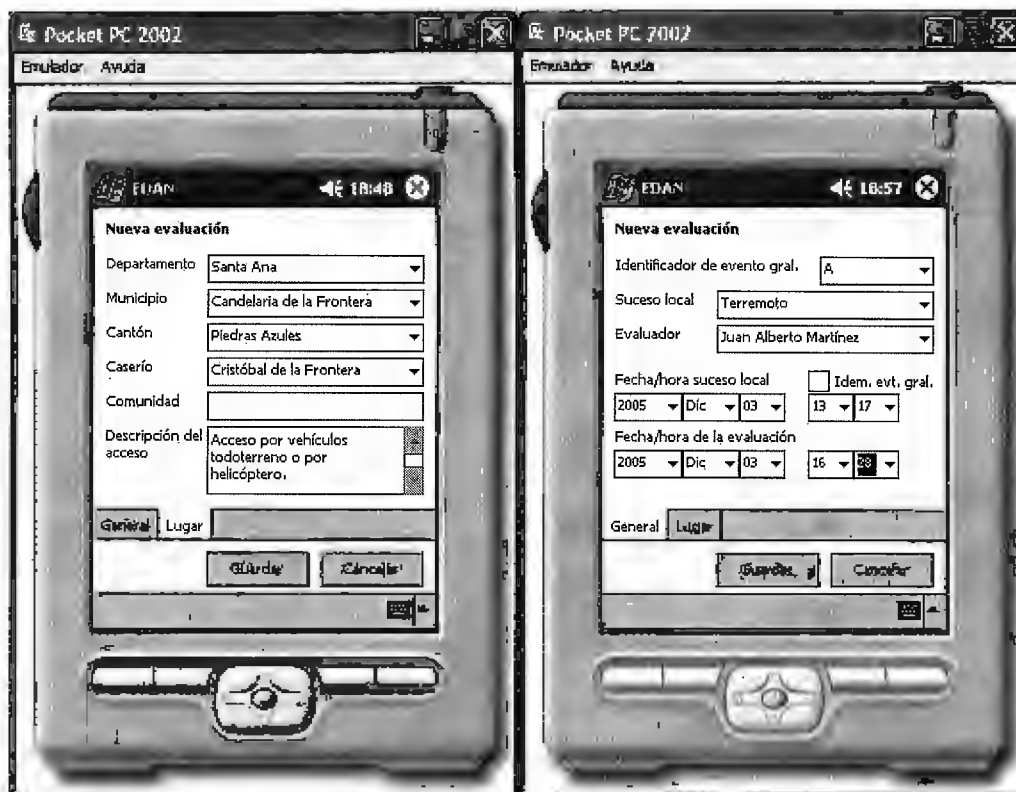 Pocket PC 2002
Emulador Ayuda
EDAN 18:48
Nueva evaluación
Departamento Santa Ana
Municipio Candelaria de la Frontera
Cantón Piedras Azules
Caserío Cristóbal de la Frontera
Comunidad
Descripción del acceso
Acceso por vehículos
todoterreno o por
helicóptero.
General Lugar
Guardar Cancelar
Pocket PC 2002
Emulador Ayuda
EDAN 18:57
Nueva evaluación
Identificador de evento gral. A
Suceso local Terremoto
Evaluador Juan Alberto Martínez
Fecha/hora suceso local Idem. evt. gral.
2005 Dic 03 13 17
Fecha/hora de la evaluación
2005 Dic 03 16
General Lugar
Guardar Cancelar